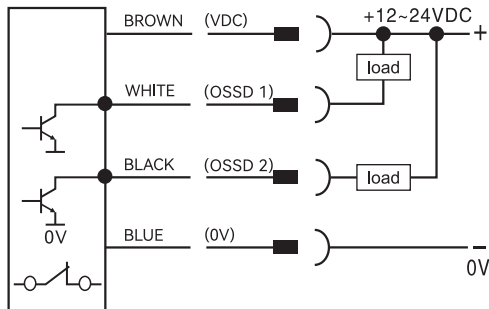 BROWN (VDC) +12~24VDC +
load
WHITE (OSSD 1)
BLACK (OSSD 2) load
0V
BLUE (0V) −
0V